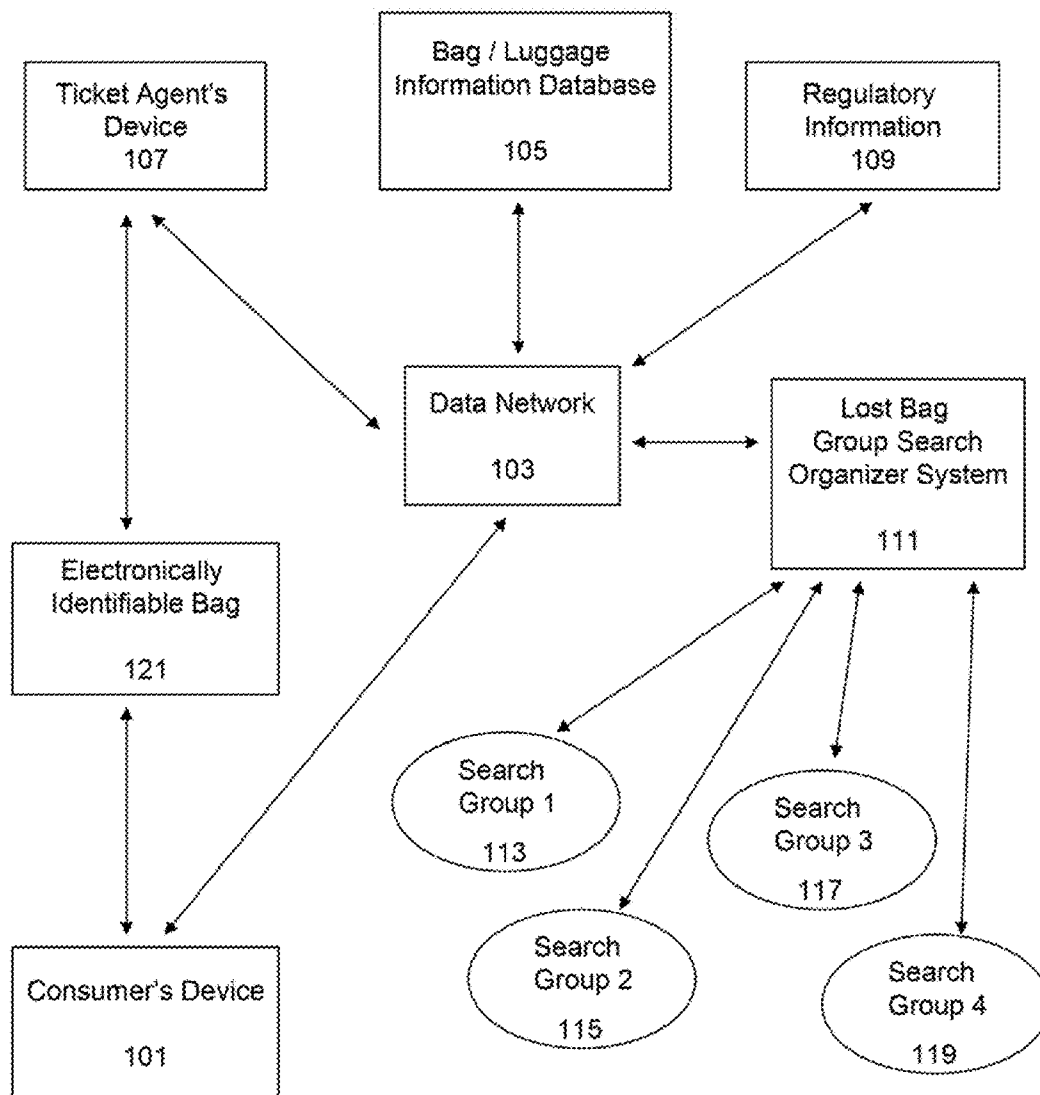 Ticket Agent's
Device
107
Bag / Luggage
Information Database
105
Regulatory
Information
109
Data Network
103
Lost Bag
Group Search
Organizer System
111
Electronically
Identifiable Bag
121
Search
Group 1
113
Search
Group 3
117
Search
Group 2
115
Search
Group 4
119
Consumer's Device
101